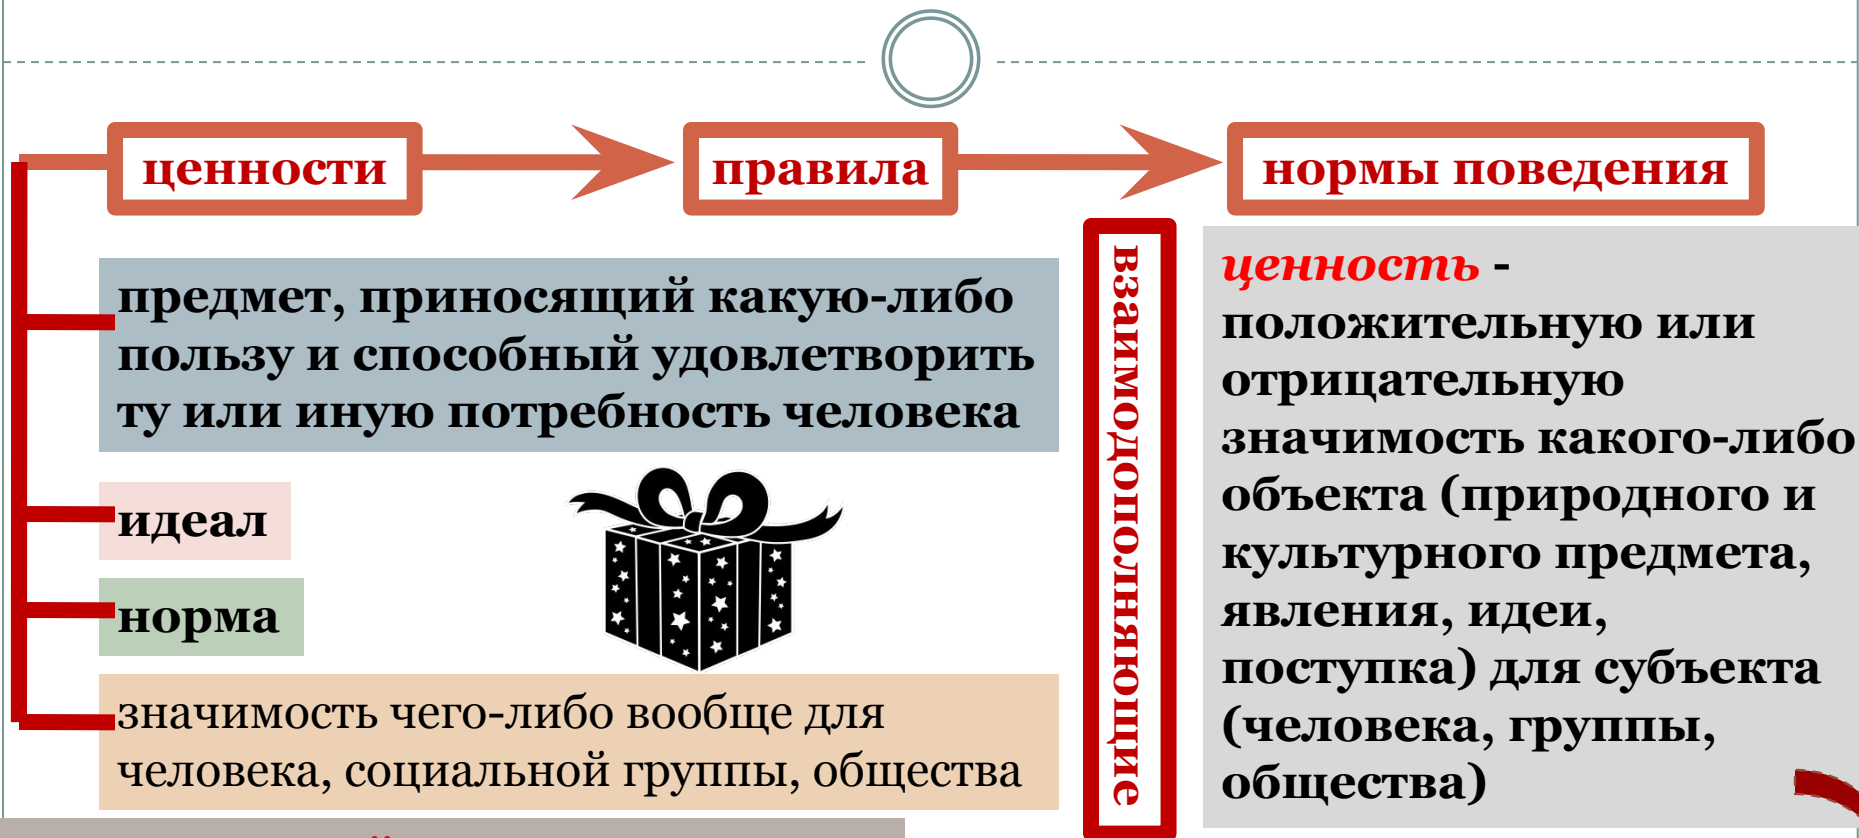 ценности
правила
нормы поведения
предмет, приносящий какую-либо
пользу и способный удовлетворить
ту или иную потребность человека
идеал
норма
значимость чего-либо вообще для
человека, социальной группы, общества
взаимодополняющие
ценность -
положительную или
отрицательную
значимость какого-либо
объекта (природного и
культурного предмета,
явления, идеи,
поступка) для субъекта
(человека, группы,
общества)